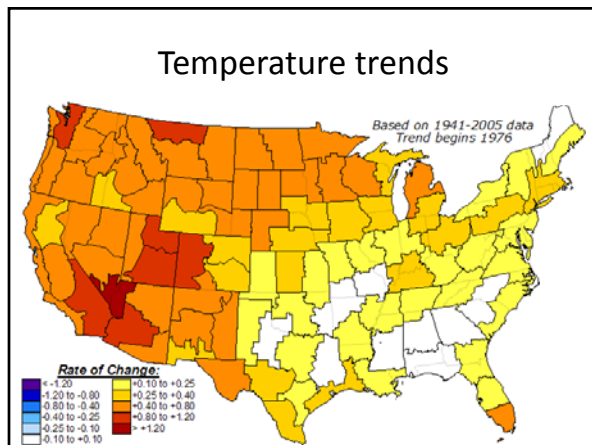 Temperature trends
Based on 1941-2005 data
Trend begins 1976
Rate of Change:
< -1.20
-1.20 to -0.80
-0.80 to -0.40
-0.40 to -0.25
-0.25 to -0.10
-0.10 to +0.10
+0.10 to +0.25
+0.25 to +0.40
+0.40 to +0.80
+0.80 to +1.20
> +1.20